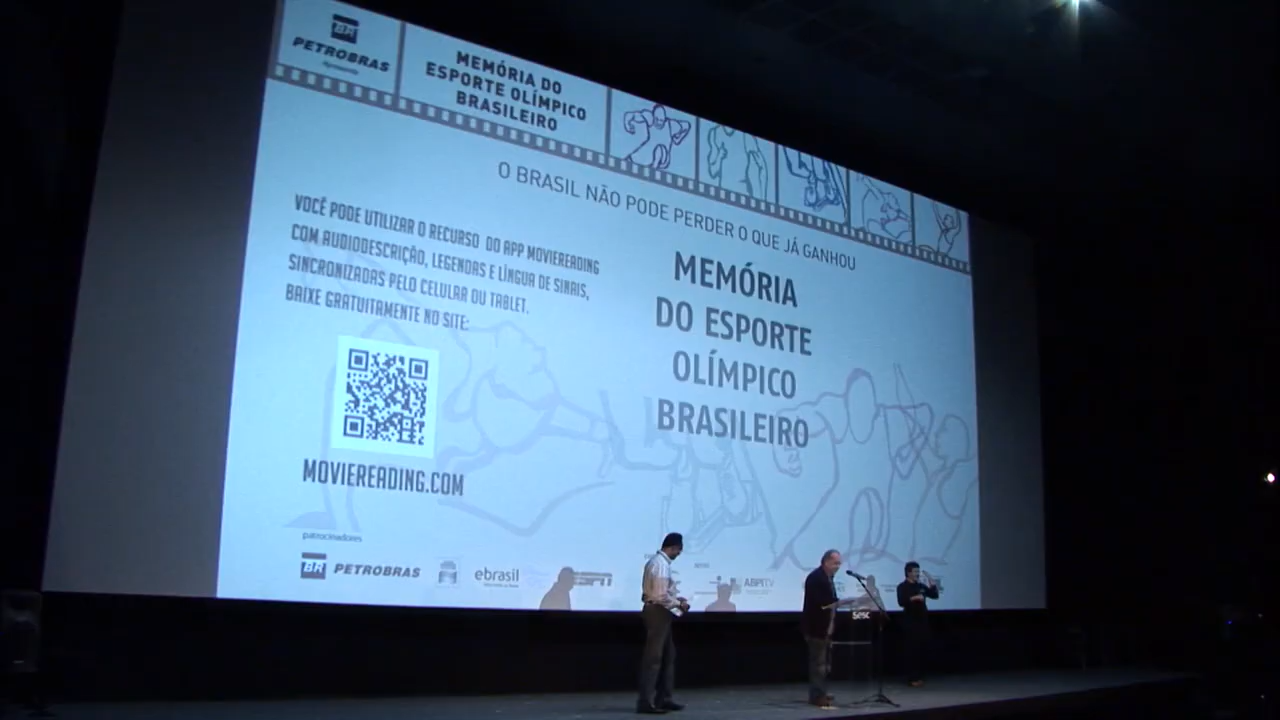 BR
PETROBRAS
Apresenta
MEMÓRIA DO
ESPORTE OLÍMPICO
BRASILEIRO
O BRASIL NÃO PODE PERDER O QUE JÁ GANHOU
VOCÊ PODE UTILIZAR O RECURSO DO APP MOVIEREADING
COM AUDIODESCRIÇÃO, LEGENDAS E LÍNGUA DE SINAIS,
SINCRONIZADAS PELO CELULAR OU TABLET.
BAIXE GRATUITAMENTE NO SITE:
MOVIEREADING.COM
MEMÓRIA
DO ESPORTE
OLÍMPICO
BRASILEIRO
patrocinadores
BR PETROBRAS
ebrasil
ESPN
ABPITV
Sesc